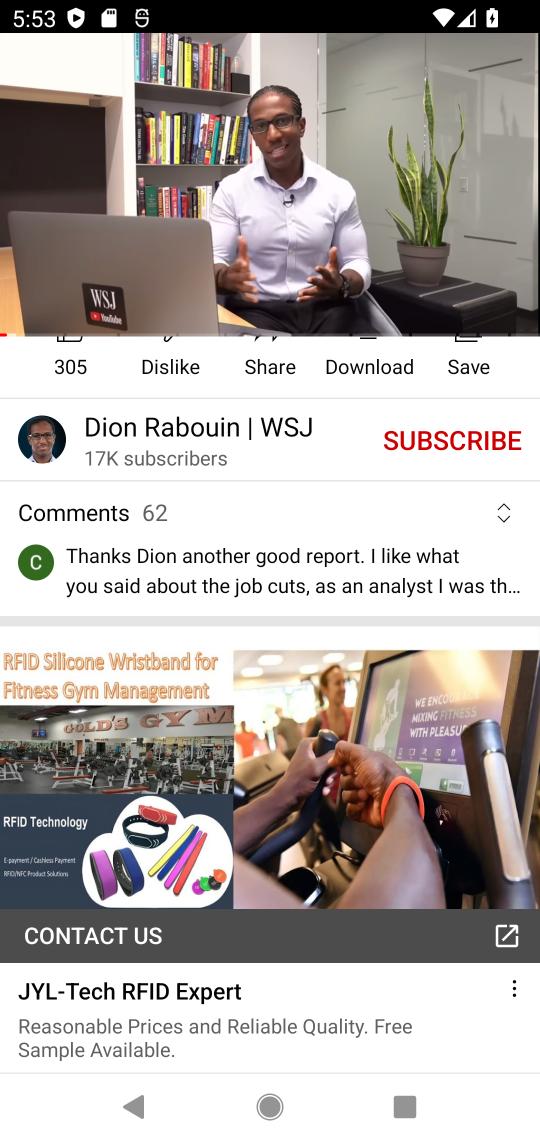 5:53
WSJ
YouTube
305
Dislike
Share
Download
Save
Dion Rabouin | WSJ
17K subscribers
SUBSCRIBE
Comments 62
C
Thanks Dion another good report. I like what
you said about the job cuts, as an analyst I was th...
RFID Silicone Wristband for
Fitness Gym Management
GOLD'S GYM
RFID Technology
E-payment / Cashless Payment
RFID/NFC Product Solutions
WE ENCOURAGE
MIXING FITNESS
WITH PLEASU
CONTACT US
JYL-Tech RFID Expert
Reasonable Prices and Reliable Quality. Free
Sample Available.